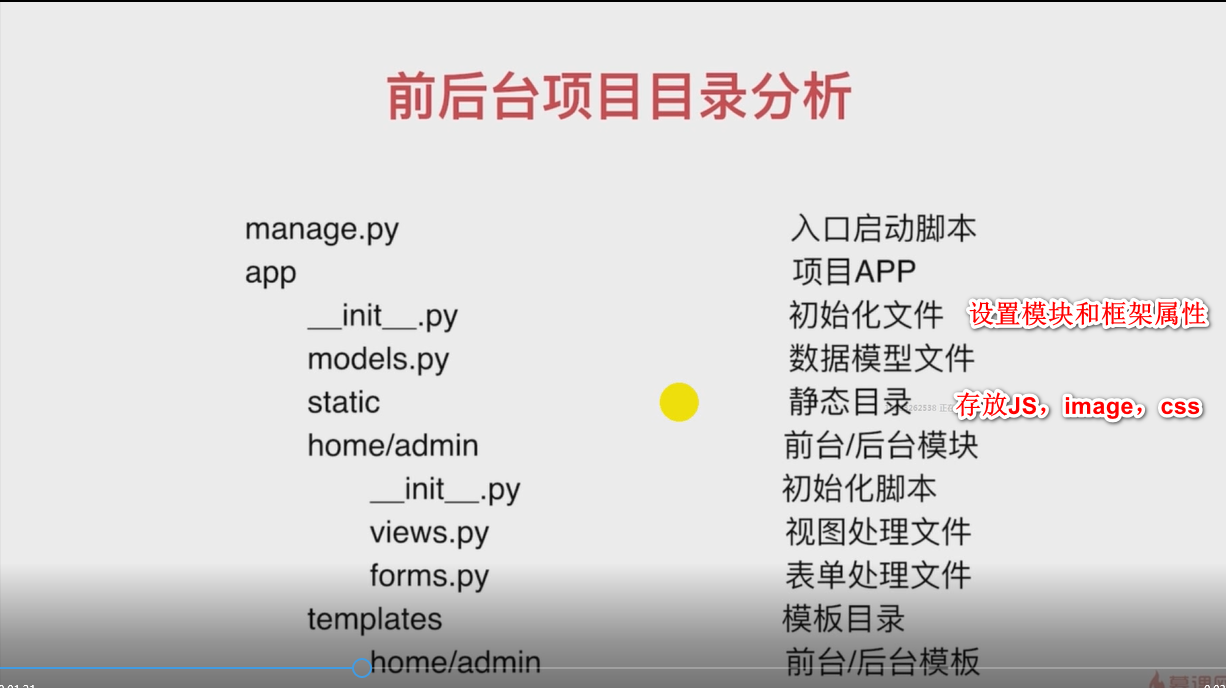 前后台项目目录分析
manage.py 入口启动脚本
app 项目APP
__init__.py 初始化文件 设置模块和框架属性
models.py 数据模型文件
static 静态目录 存放JS，image，css
home/admin 前台/后台模块
__init__.py 初始化脚本
views.py 视图处理文件
forms.py 表单处理文件
templates 模板目录
home/admin 前台/后台模板